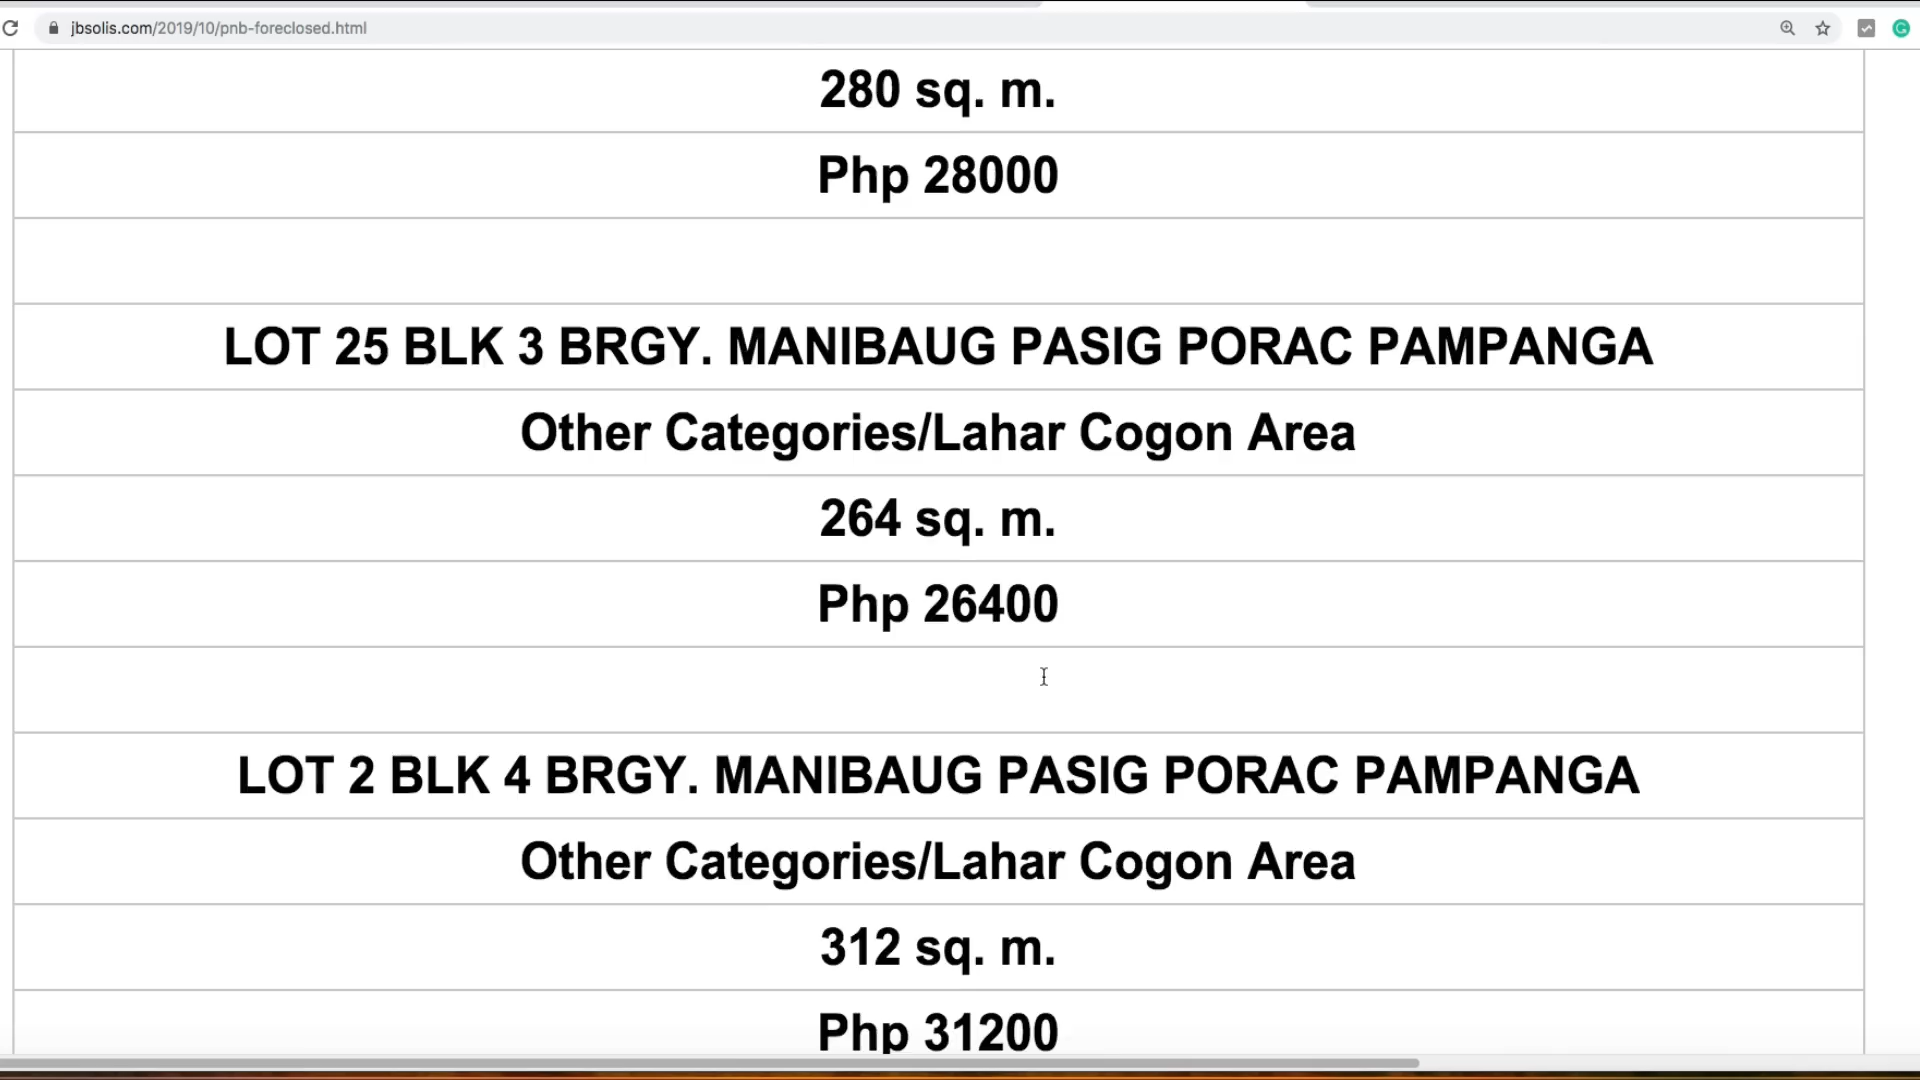 jbsolis.com/2019/10/pnb-foreclosed.html
280 sq. m.
Php 28000
LOT 25 BLK 3 BRGY. MANIBAUG PASIG PORAC PAMPANGA
Other Categories/Lahar Cogon Area
264 sq. m.
Php 26400
LOT 2 BLK 4 BRGY. MANIBAUG PASIG PORAC PAMPANGA
Other Categories/Lahar Cogon Area
312 sq. m.
Php 31200